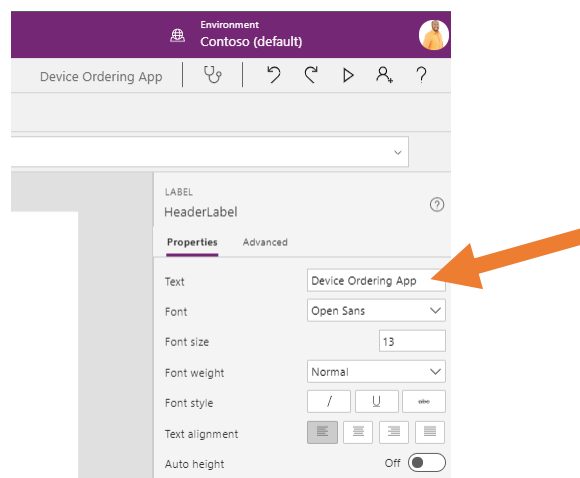 Environment
Contoso (default)
Device Ordering App
?
LABEL
HeaderLabel
?
Properties Advanced
Text Device Ordering App
Font Open Sans
Font size 13
Font weight Normal
Font style / U abc
Text alignment
Auto height Off